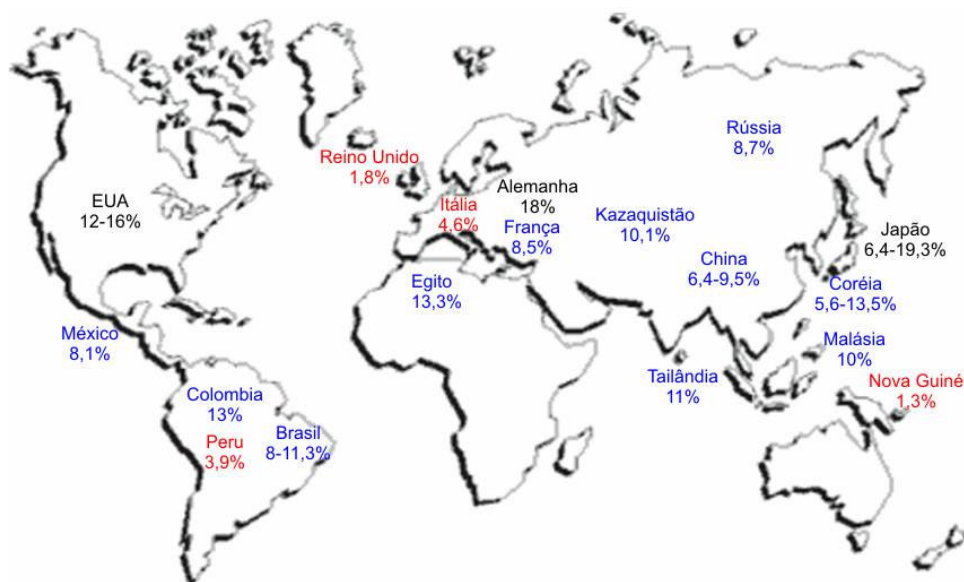 Rússia
8,7%
Reino Unido
1,8%
EUA
12-16%
Itália
4,6%
Alemanha
18%
França
8,5%
Kazaquistão
10,1%
Japão
6,4-19,3%
China
6,4-9,5%
Coréia
5,6-13,5%
Egito
13,3%
México
8,1%
Malásia
10%
Tailândia
11%
Nova Guiné
1,3%
Colombia
13%
Peru
3,9%
Brasil
8-11,3%